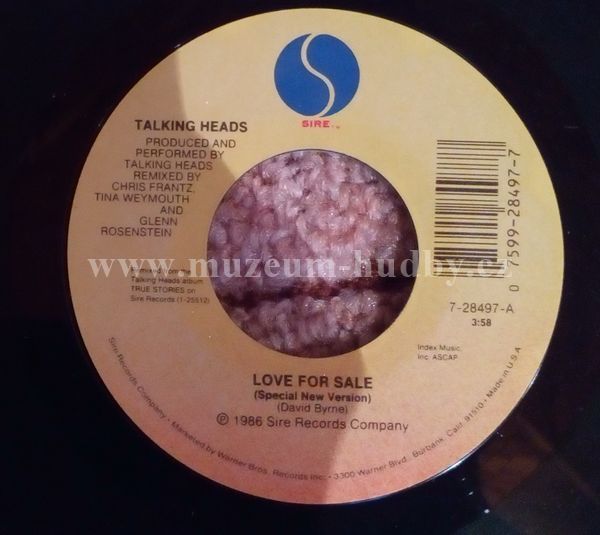 SIRE
TALKING HEADS
PRODUCED AND
PERFORMED BY
TALKING HEADS
REMIXED BY
CHRIS FRANTZ,
TINA WEYMOUTH
AND
GLENN
ROSENSTEIN
Remixed from the
Talking Heads album
TRUE STORIES on
Sire Records (1-25512)
0 7599-28497-7
7-28497-A
3:58
Index Music,
Inc. ASCAP
www.muzeum-hudby.cz
LOVE FOR SALE
(Special New Version)
(David Byrne)
℗ 1986 Sire Records Company
Sire Records Company • Marketed by Warner Bros. Records Inc. • 3300 Warner Blvd., Burbank, Calif. 91510 • Made in U.S.A.